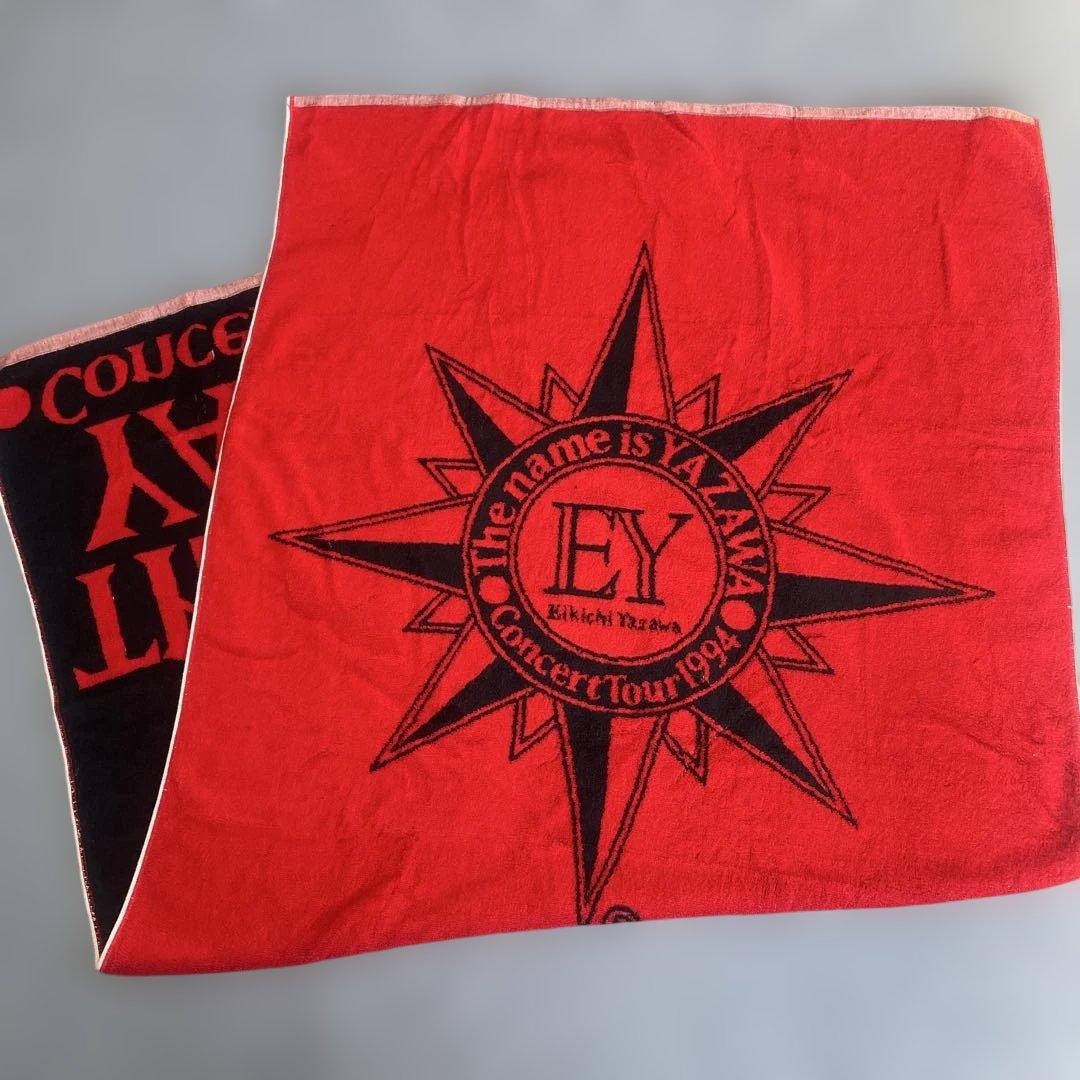 The name is YAZAWA
EY
Eikichi Yazawa
Concert Tour 1994
®